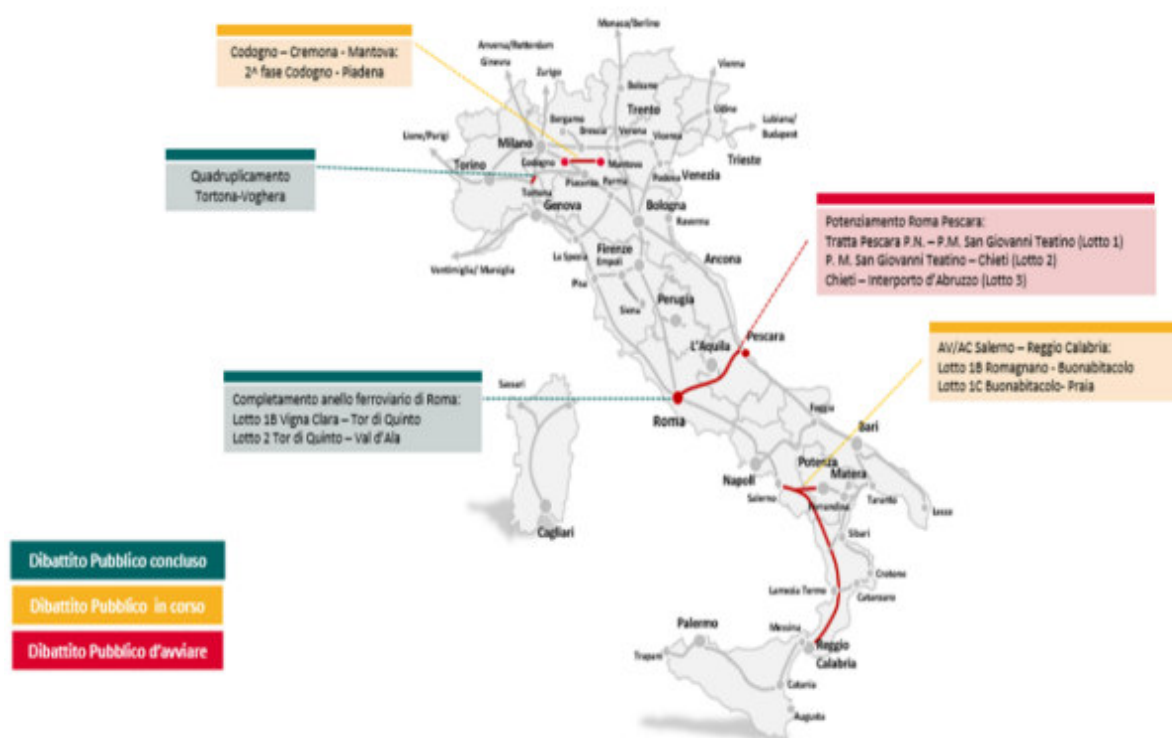 Codogno – Cremona - Mantova:
2^ fase Codogno - Piadena
Quadruplicamento
Tortona-Voghera
Potenziamento Roma Pescara:
Tratta Pescara P.N. – P.M. San Giovanni Teatino (Lotto 1)
P. M. San Giovanni Teatino – Chieti (Lotto 2)
Chieti – Interporto d'Abruzzo (Lotto 3)
AV/AC Salerno – Reggio Calabria:
Lotto 1B Romagnano - Buonabitacolo
Lotto 1C Buonabitacolo- Praia
Completamento anello ferroviario di Roma:
Lotto 1B Vigna Clara – Tor di Quinto
Lotto 2 Tor di Quinto – Val d'Ala
Dibattito Pubblico concluso
Dibattito Pubblico in corso
Dibattito Pubblico d'avviare
Monaco/Berlino
Anversa/Rotterdam
Ginevra
Zurigo
Vienna
Bolzano
Trento
Udine
Lubiana/
Budapest
Bergamo
Brescia
Verona
Vicenza
Trieste
Lione/Parigi
Milano
Torino
Codogno
Mantova
Padova
Venezia
Piacenza
Parma
Tortona
Genova
Bologna
Ravenna
Ventimiglia/ Marsiglia
La Spezia
Firenze
Empoli
Pisa
Ancona
Siena
Perugia
L'Aquila
Pescara
Roma
Sassari
Cagliari
Foggia
Bari
Napoli
Salerno
Potenza
Matera
Ferrandina
Taranto
Lecce
Sibari
Crotone
Lamezia Terme
Catanzaro
Palermo
Messina
Trapani
Reggio
Calabria
Catania
Augusta